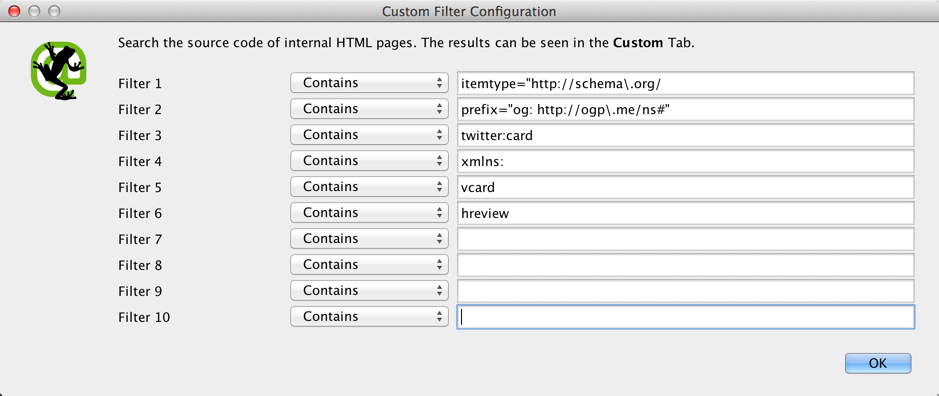 Custom Filter Configuration
Search the source code of internal HTML pages. The results can be seen in the Custom Tab.
Filter 1 Contains itemtype="http://schema\.org/
Filter 2 Contains prefix="og: http://ogp\.me/ns#"
Filter 3 Contains twitter:card
Filter 4 Contains xmlns:
Filter 5 Contains vcard
Filter 6 Contains hreview
Filter 7 Contains
Filter 8 Contains
Filter 9 Contains
Filter 10 Contains
OK